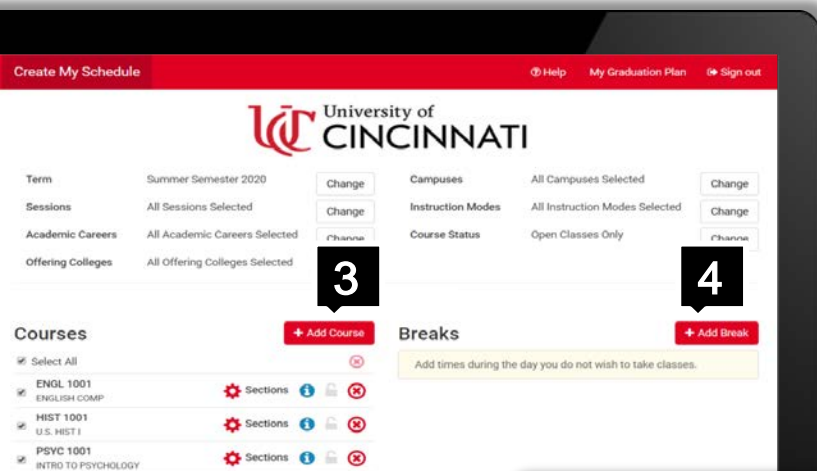 Create My Schedule Help My Graduation Plan Sign out
UC University of
CINCINNATI
Term Summer Semester 2020 Change Campuses All Campuses Selected Change
Sessions All Sessions Selected Change Instruction Modes All Instruction Modes Selected Change
Academic Careers All Academic Careers Selected Change Course Status Open Classes Only Change
Offering Colleges All Offering Colleges Selected
3 4
Courses + Add Course Breaks + Add Break
Select All Add times during the day you do not wish to take classes.
ENGL 1001 Sections
ENGLISH COMP
HIST 1001 Sections
U.S. HIST I
PSYC 1001 Sections
INTRO TO PSYCHOLOGY